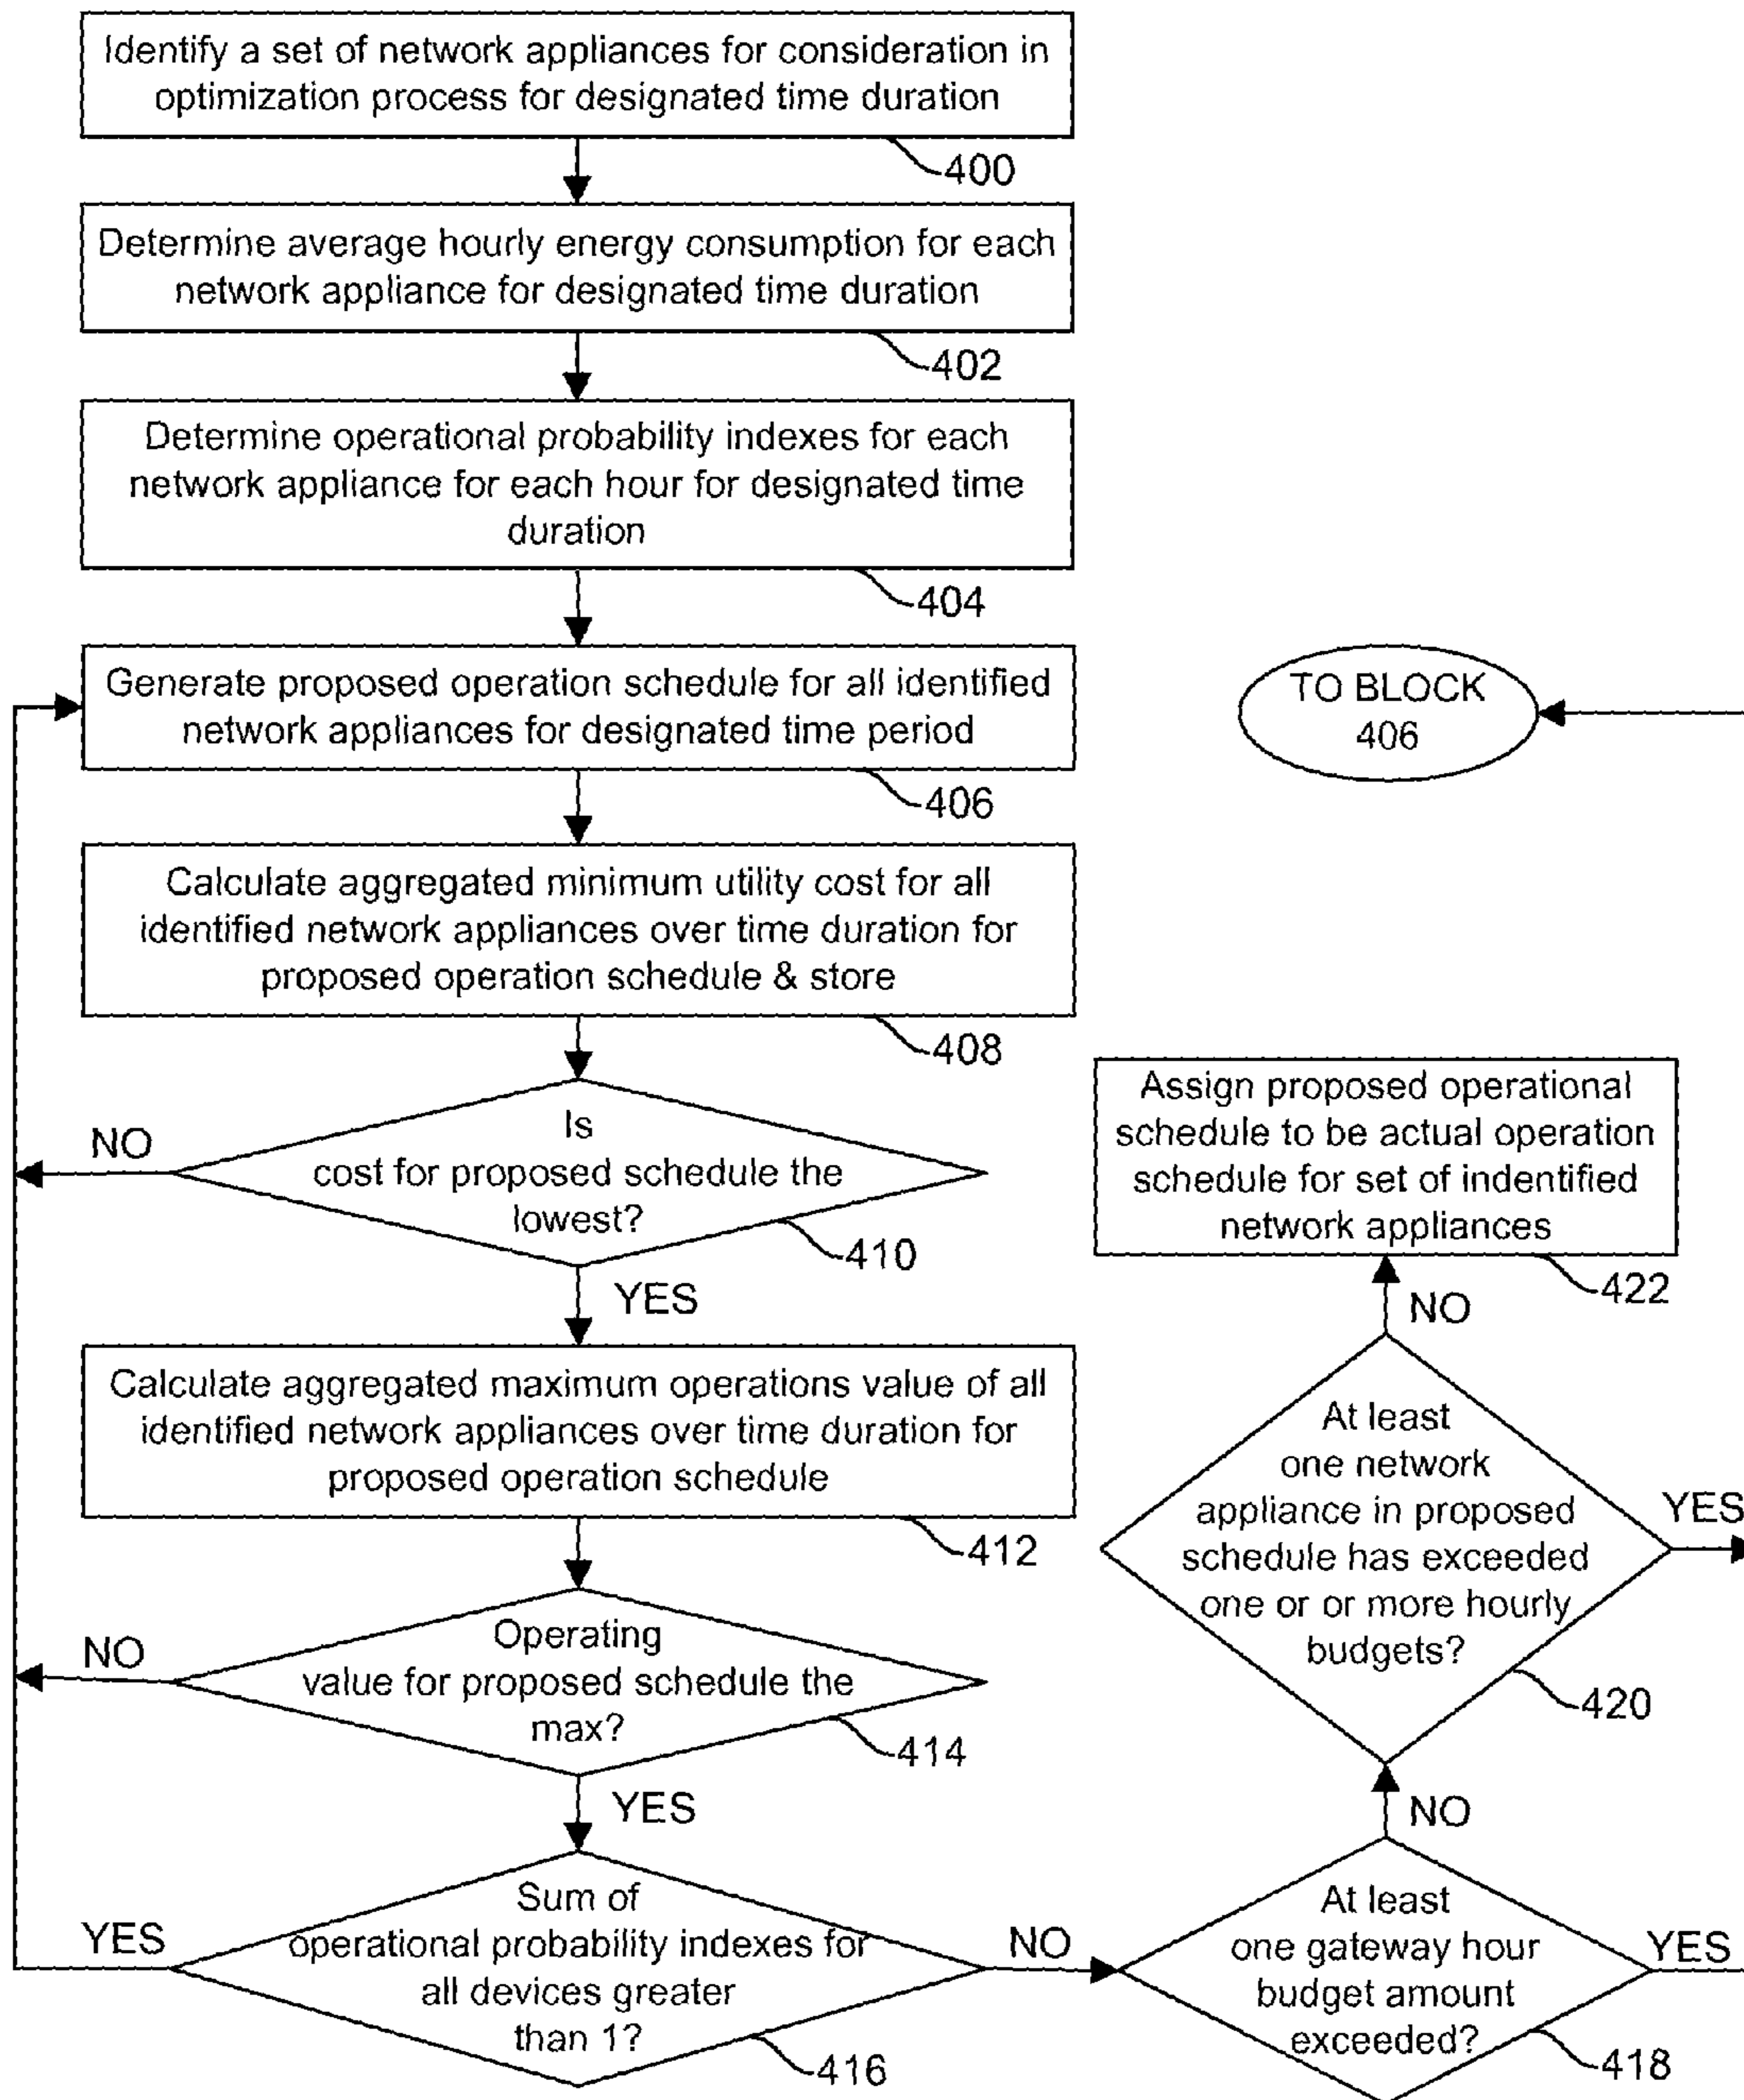 Identify a set of network appliances for consideration in
optimization process for designated time duration
400
Determine average hourly energy consumption for each
network appliance for designated time duration
402
Determine operational probability indexes for each
network appliance for each hour for designated time
duration
404
Generate proposed operation schedule for all identified
network appliances for designated time period
406
TO BLOCK
406
Calculate aggregated minimum utility cost for all
identified network appliances over time duration for
proposed operation schedule & store
408
Is
cost for proposed schedule the
lowest?
410
NO
YES
Calculate aggregated maximum operations value of all
identified network appliances over time duration for
proposed operation schedule
412
Operating
value for proposed schedule the
max?
414
NO
YES
Sum of
operational probability indexes for
all devices greater
than 1?
416
YES
NO
At least
one gateway hour
budget amount
exceeded?
418
YES
NO
At least
one network
appliance in proposed
schedule has exceeded
one or or more hourly
budgets?
420
YES
NO
Assign proposed operational
schedule to be actual operation
schedule for set of indentified
network appliances
422